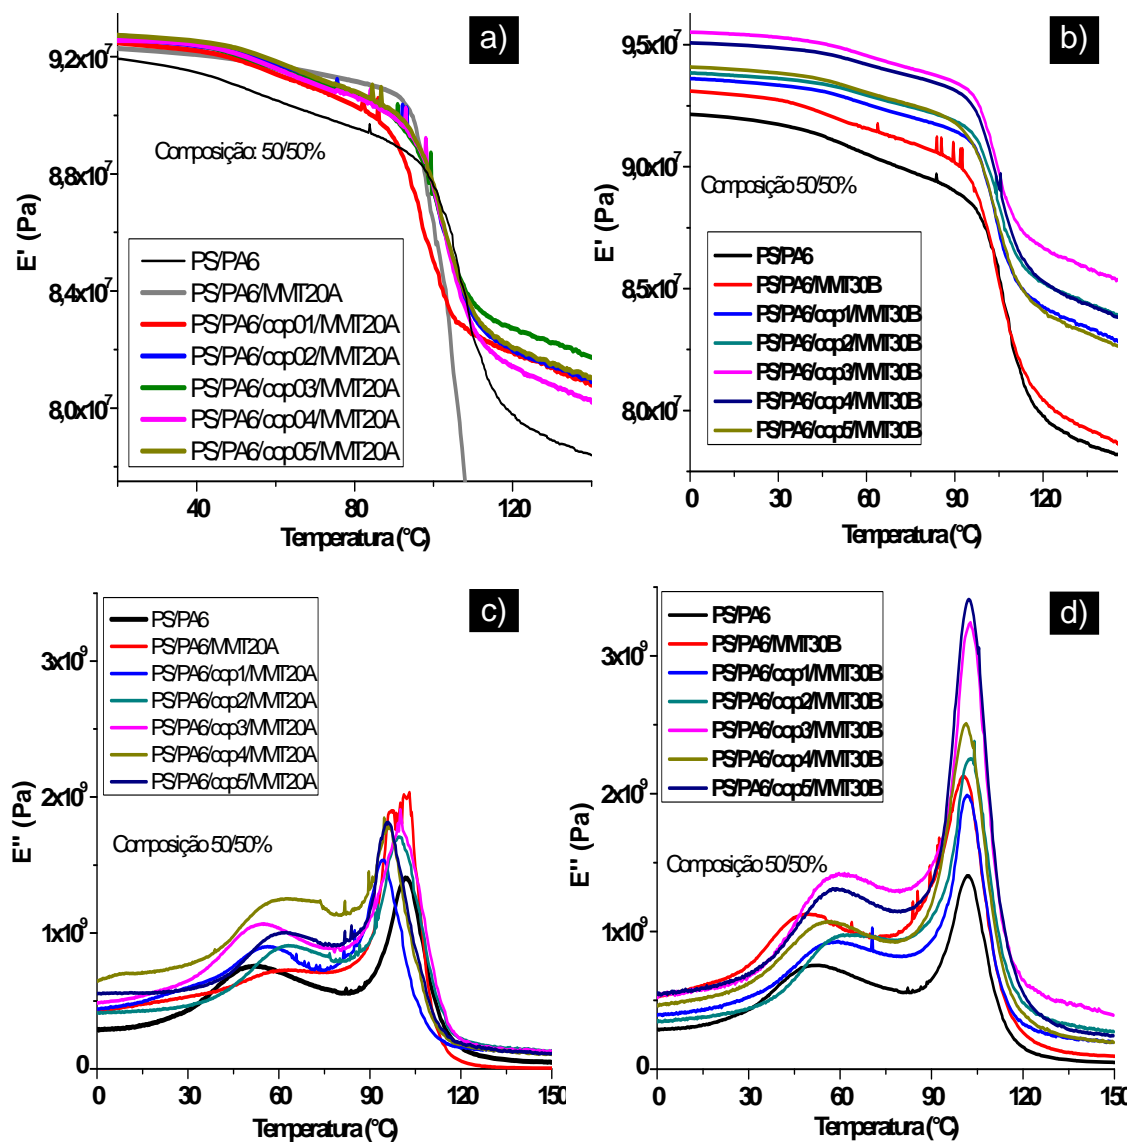 a)
9,2x10⁷
8,8x10⁷
8,4x10⁷
8,0x10⁷
E' (Pa)
Composição: 50/50%
PS/PA6
PS/PA6/MMT20A
PS/PA6/cop01/MMT20A
PS/PA6/cop02/MMT20A
PS/PA6/cop03/MMT20A
PS/PA6/cop04/MMT20A
PS/PA6/cop05/MMT20A
40 80 120
Temperatura (°C)
b)
9,5x10⁷
9,0x10⁷
8,5x10⁷
8,0x10⁷
E' (Pa)
Composição 50/50%
PS/PA6
PS/PA6/MMT30B
PS/PA6/cop1/MMT30B
PS/PA6/cop2/MMT30B
PS/PA6/cop3/MMT30B
PS/PA6/cop4/MMT30B
PS/PA6/cop5/MMT30B
0 30 60 90 120
Temperatura (°C)
c)
PS/PA6
PS/PA6/MMT20A
PS/PA6/cop1/MMT20A
PS/PA6/cop2/MMT20A
PS/PA6/cop3/MMT20A
PS/PA6/cop4/MMT20A
PS/PA6/cop5/MMT20A
3x10⁹
2x10⁹
1x10⁹
0
E'' (Pa)
Composição 50/50%
0 30 60 90 120 150
Temperatura (°C)
d)
PS/PA6
PS/PA6/MMT30B
PS/PA6/cop1/MMT30B
PS/PA6/cop2/MMT30B
PS/PA6/cop3/MMT30B
PS/PA6/cop4/MMT30B
PS/PA6/cop5/MMT30B
3x10⁹
2x10⁹
1x10⁹
0
E'' (Pa)
Composição 50/50%
0 30 60 90 120 150
Temperatura (°C)